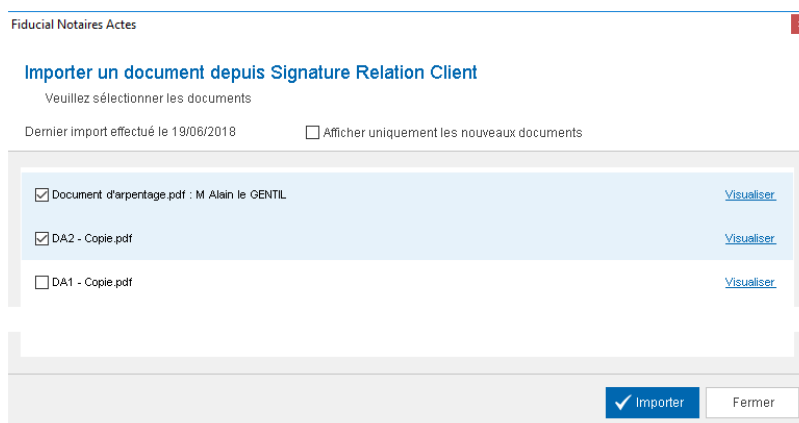 Fiducial Notaires Actes
Importer un document depuis Signature Relation Client
Veuillez sélectionner les documents
Dernier import effectué le 19/06/2018 Afficher uniquement les nouveaux documents
Document d'arpentage.pdf : M Alain le GENTIL Visualiser
DA2 - Copie.pdf Visualiser
DA1 - Copie.pdf Visualiser
Importer Fermer